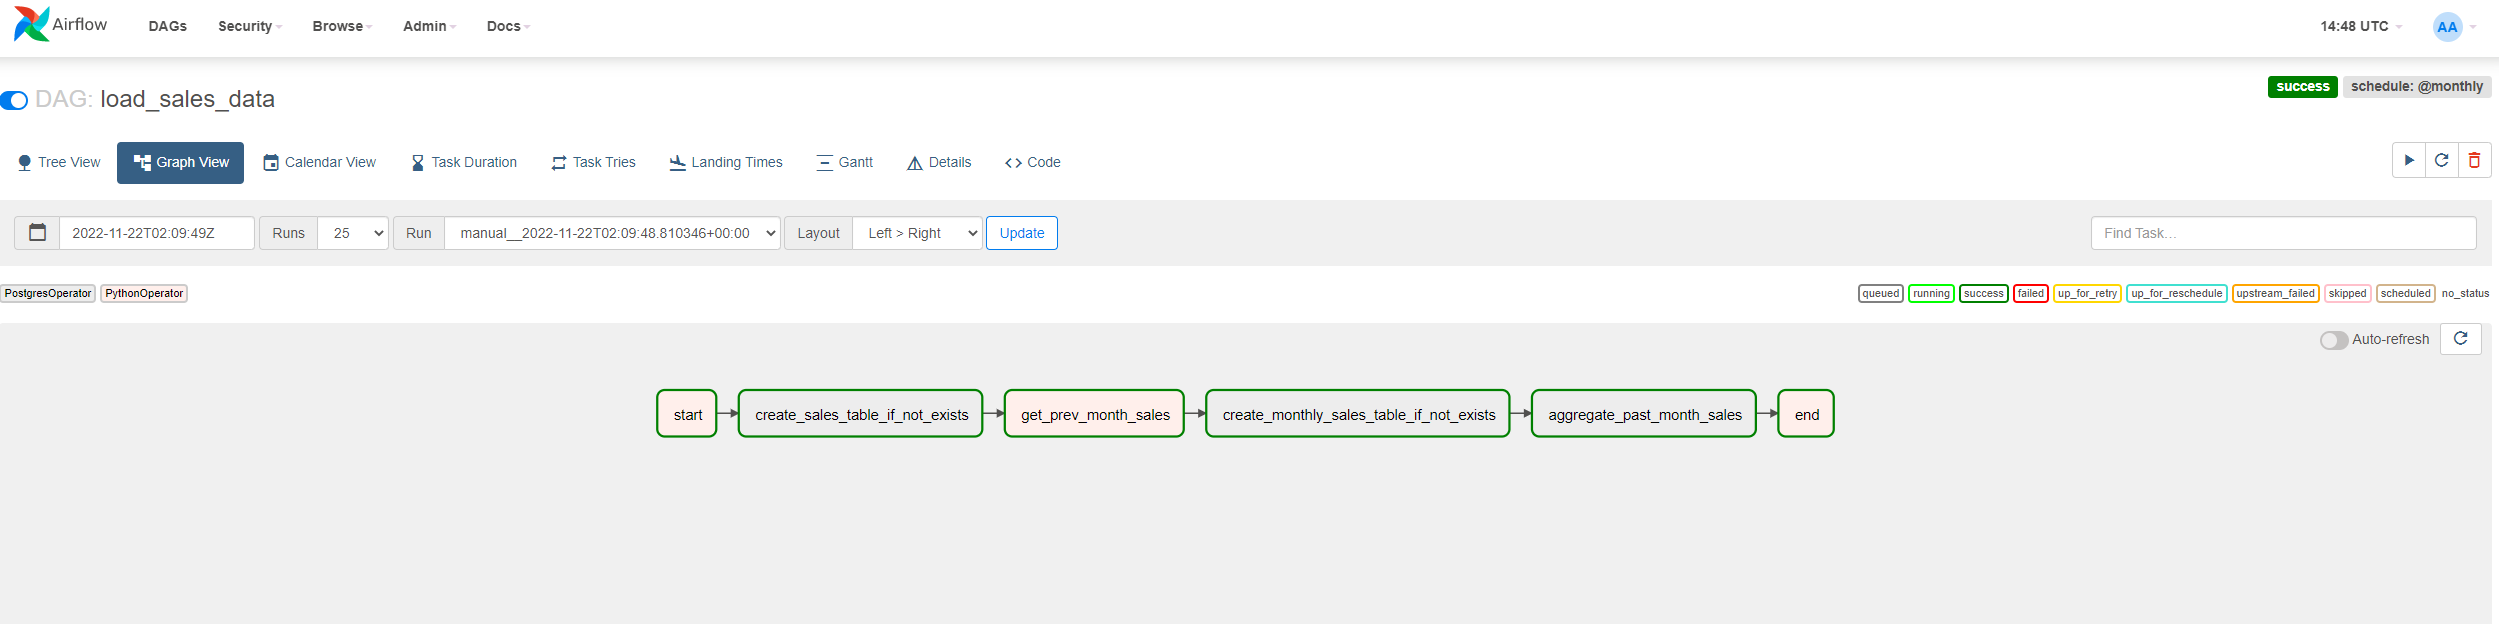 Airflow DAGs Security Browse Admin Docs 14:48 UTC AA
DAG: load_sales_data success schedule: @monthly
Tree View Graph View Calendar View Task Duration Task Tries Landing Times Gantt Details Code
2022-11-22T02:09:49Z Runs 25 Run manual__2022-11-22T02:09:48.810346+00:00 Layout Left > Right Update Find Task…
PostgresOperator PythonOperator queued running success failed up_for_retry up_for_reschedule upstream_failed skipped scheduled no_status
Auto-refresh
start create_sales_table_if_not_exists get_prev_month_sales create_monthly_sales_table_if_not_exists aggregate_past_month_sales end